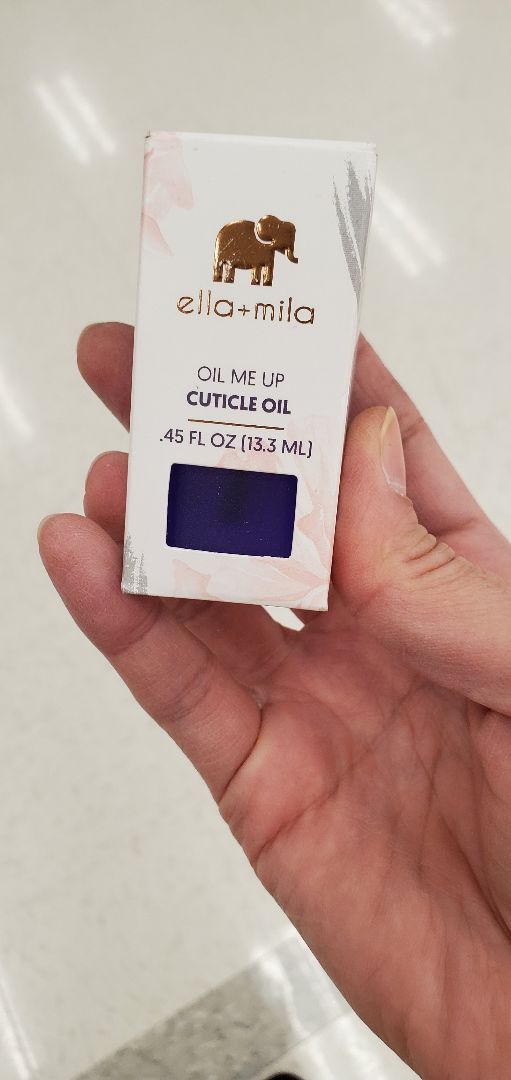 ella+mila
OIL ME UP
CUTICLE OIL
.45 FL OZ (13.3 ML)